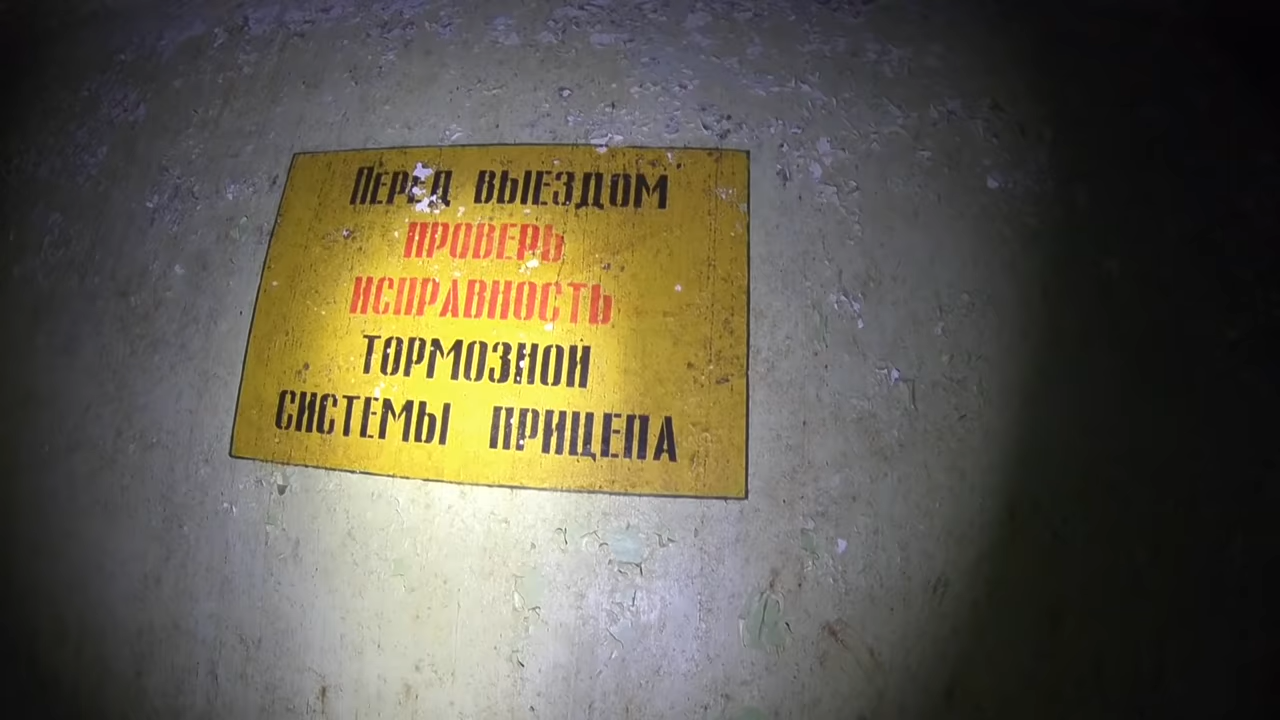 Перед выездом
ПРОВЕРЬ
ИСПРАВНОСТЬ
ТОРМОЗНОЙ
СИСТЕМЫ ПРИЦЕПА